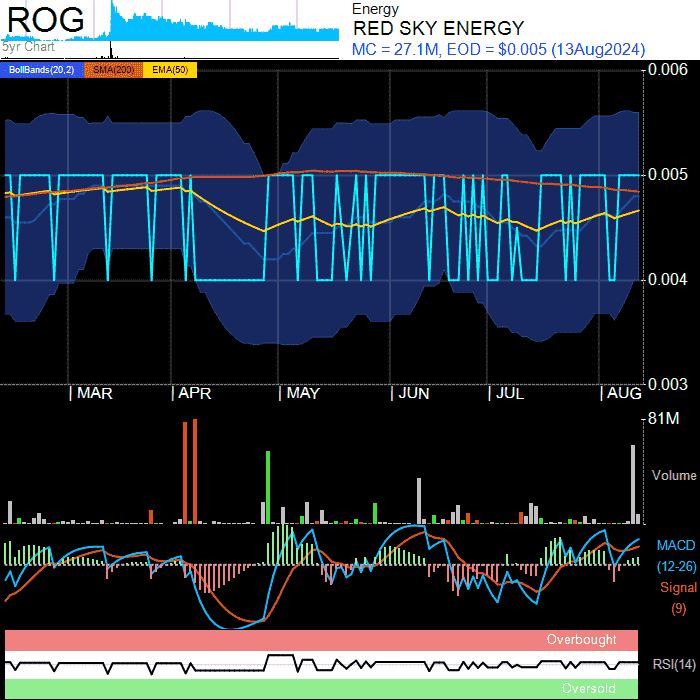 ROG
5yr Chart
Energy
RED SKY ENERGY
MC = 27.1M, EOD = $0.005 (13Aug2024)
BollBands(20,2) SMA(200) EMA(50)
0.006
0.005
0.004
0.003
MAR APR MAY JUN JUL AUG
81M
Volume
MACD
(12-26)
Signal
(9)
Overbought
RSI(14)
Oversold